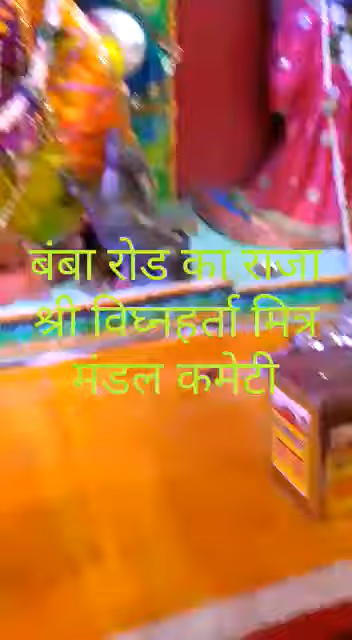 बंबा रोड का राजा
श्री विघ्नहर्ता मित्र
मंडल कमेटी